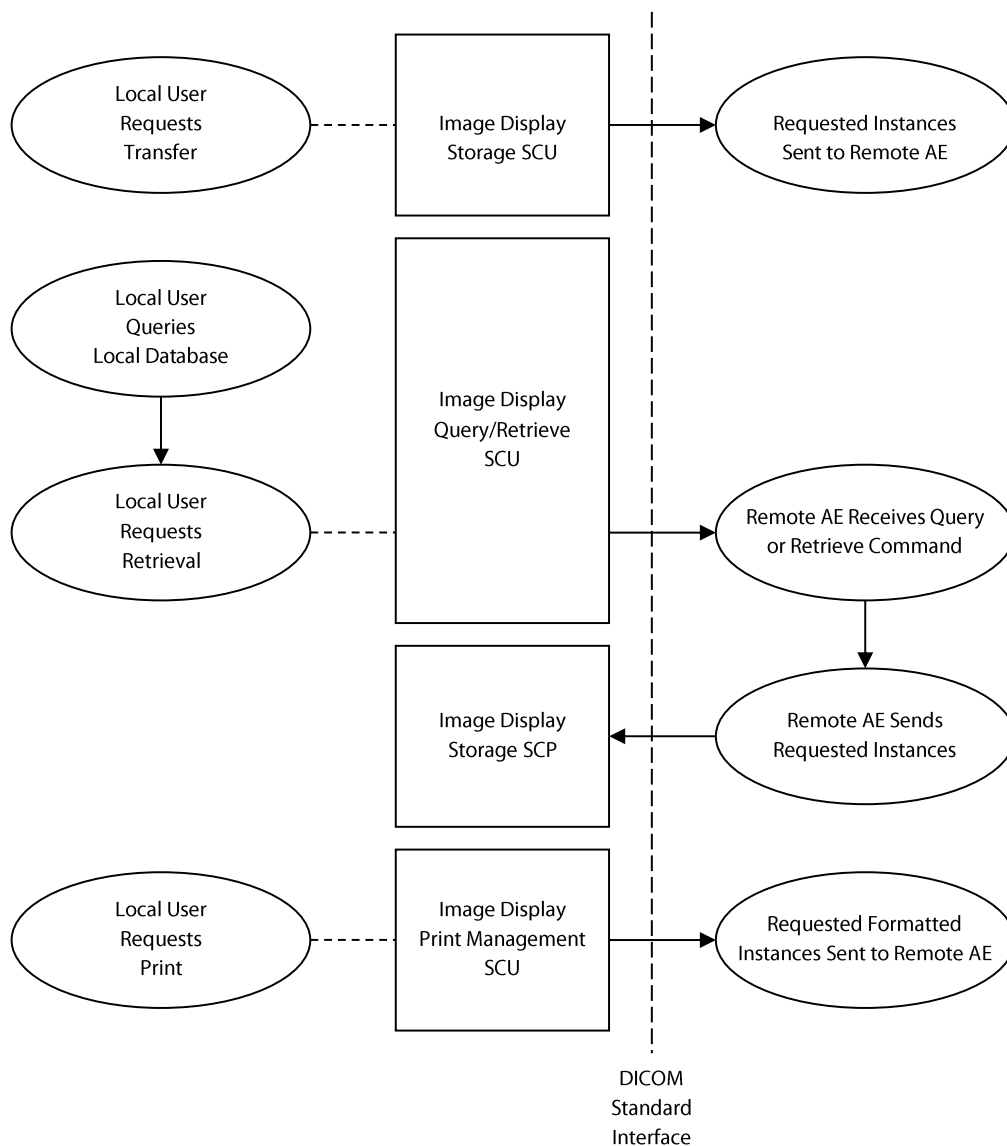 Local User
Requests
Transfer
Image Display
Storage SCU
Requested Instances
Sent to Remote AE
Local User
Queries
Local Database
Image Display
Query/Retrieve
SCU
Local User
Requests
Retrieval
Remote AE Receives Query
or Retrieve Command
Image Display
Storage SCP
Remote AE Sends
Requested Instances
Local User
Requests
Print
Image Display
Print Management
SCU
Requested Formatted
Instances Sent to Remote AE
DICOM
Standard
Interface